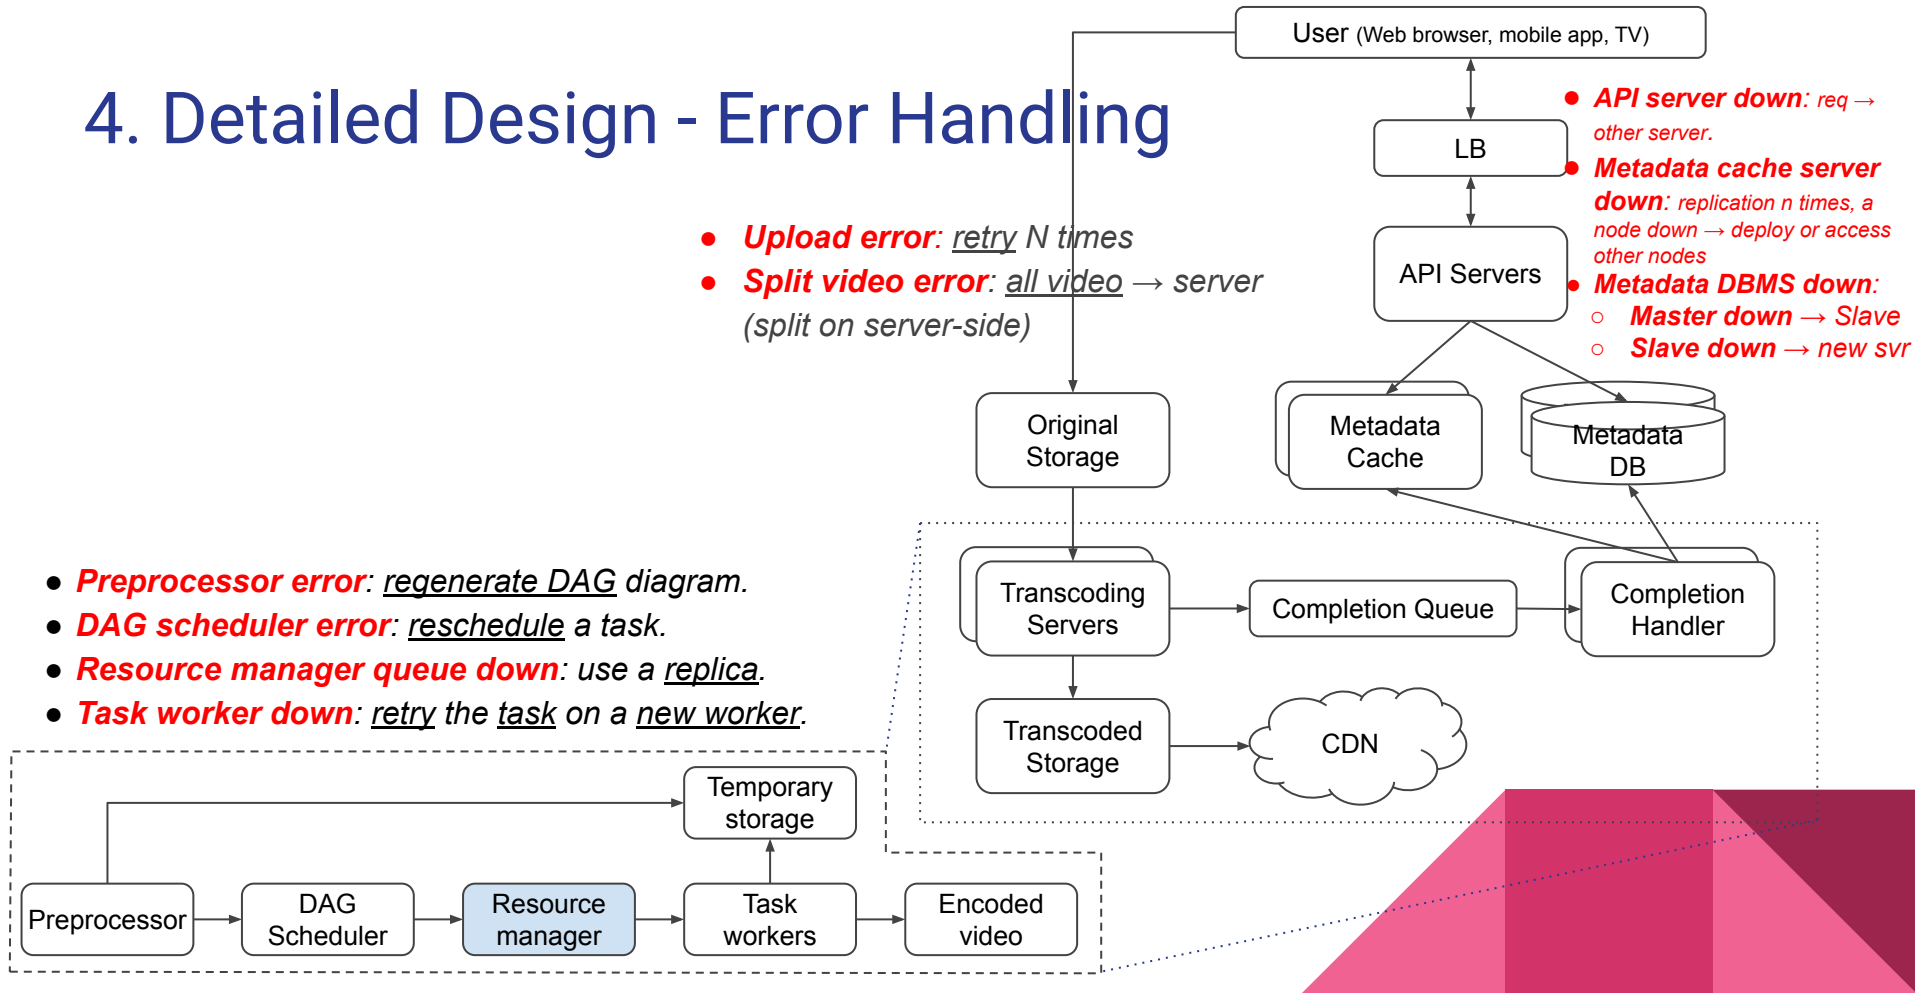 User (Web browser, mobile app, TV)
4. Detailed Design - Error Handling
● API server down: req →
other server.
● Metadata cache server
down: replication n times, a
node down → deploy or access
other nodes
● Metadata DBMS down:
○ Master down → Slave
○ Slave down → new svr
LB
● Upload error: retry N times
● Split video error: all video → server
(split on server-side)
API Servers
Original
Storage
Metadata
Cache
Metadata
DB
● Preprocessor error: regenerate DAG diagram.
● DAG scheduler error: reschedule a task.
● Resource manager queue down: use a replica.
● Task worker down: retry the task on a new worker.
Transcoding
Servers
Completion Queue
Completion
Handler
Transcoded
Storage
CDN
Temporary
storage
Preprocessor
DAG
Scheduler
Resource
manager
Task
workers
Encoded
video